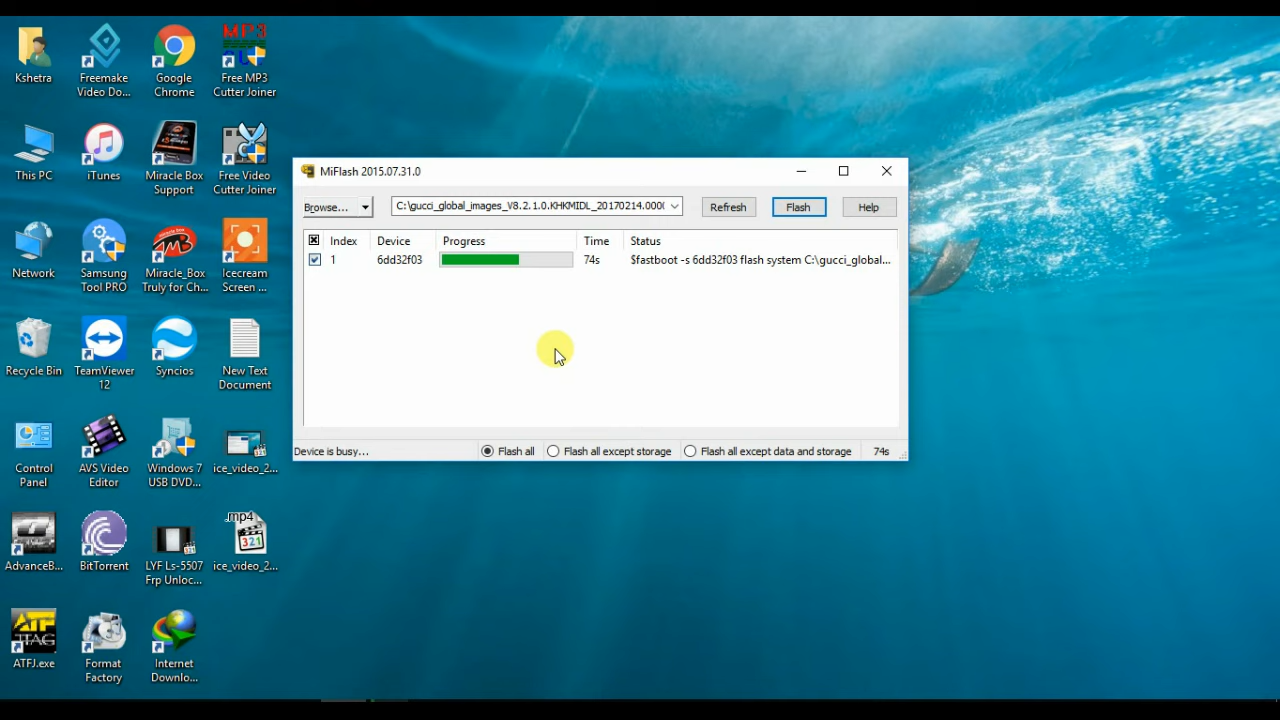 Kshetra
Freemake
Video Do...
Google
Chrome
MP3
Free MP3
Cutter Joiner
This PC
iTunes
Miracle Box
Support
Free Video
Cutter Joiner
Network
Samsung
Tool PRO
Miracle_Box
Truly for Ch...
Icecream
Screen ...
Recycle Bin
TeamViewer
12
Syncios
New Text
Document
Control
Panel
AVS Video
Editor
Windows 7
USB DVD...
ice_video_2...
AdvanceB...
BitTorrent
LYF Ls-5507
Frp Unloc...
.mp4
321
ice_video_2...
ATF
JTAG
ATFJ.exe
Format
Factory
Internet
Downlo...
MiFlash 2015.07.31.0
Browse...
C:\gucci_global_images_V8.2.1.0.KHKMIDL_20170214.000(
Refresh
Flash
Help
Index Device Progress Time Status
1 6dd32f03 74s $fastboot -s 6dd32f03 flash system C:\gucci_global...
Device is busy... Flash all Flash all except storage Flash all except data and storage 74s